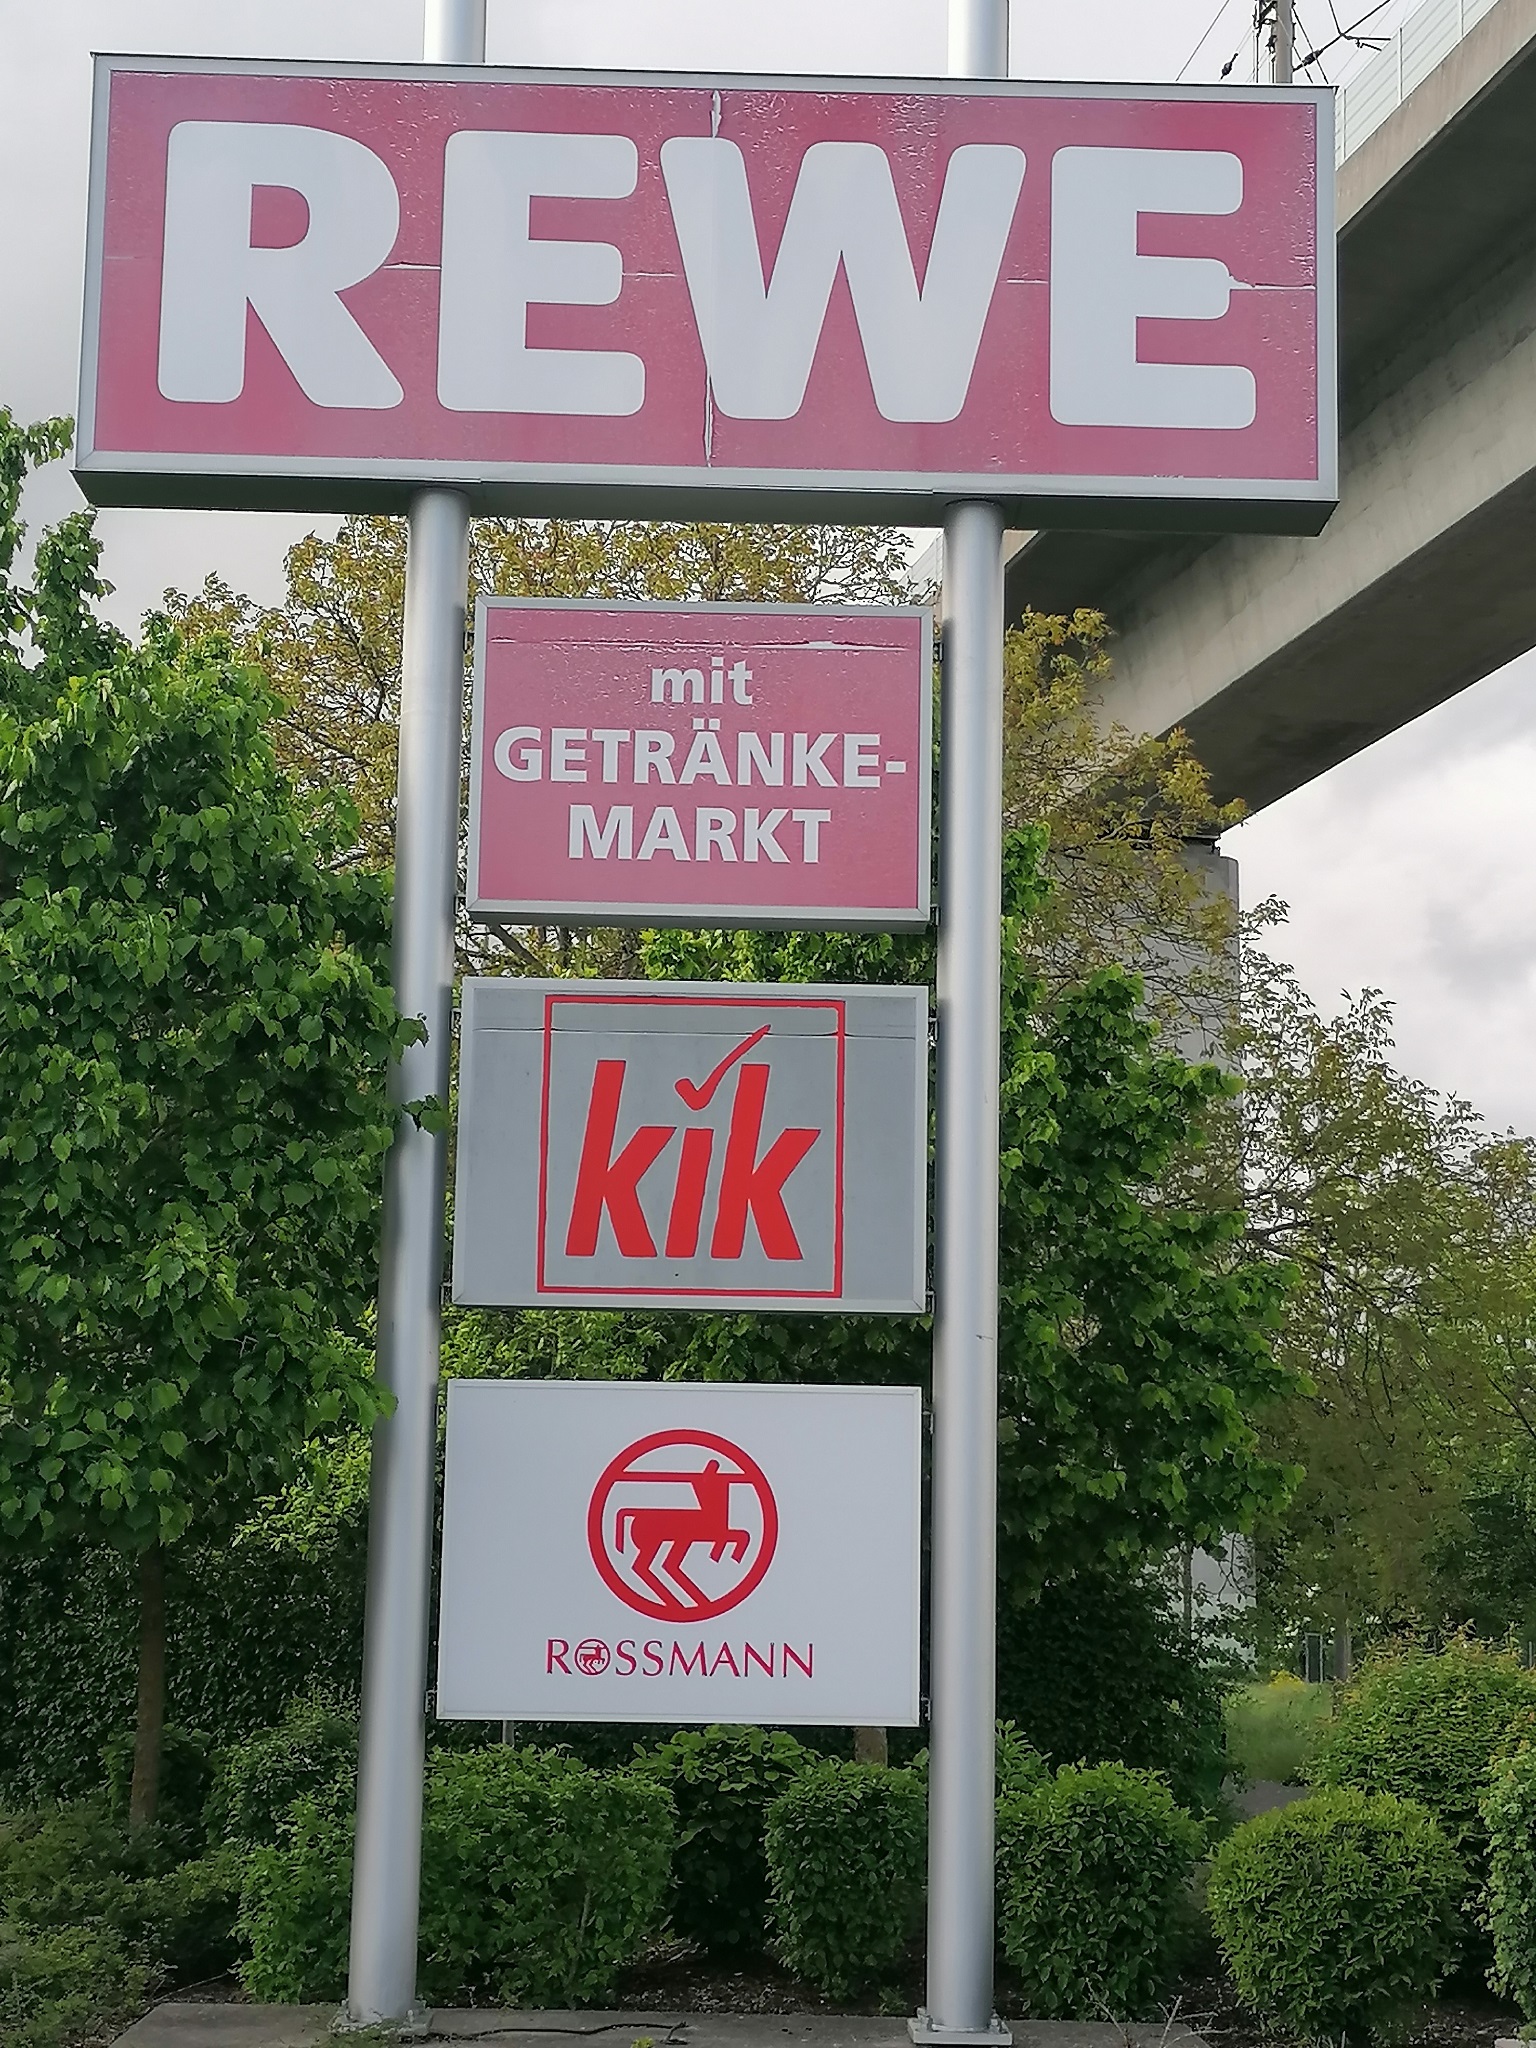 REWE
mit
GETRÄNKE-
MARKT
kik
ROSSMANN